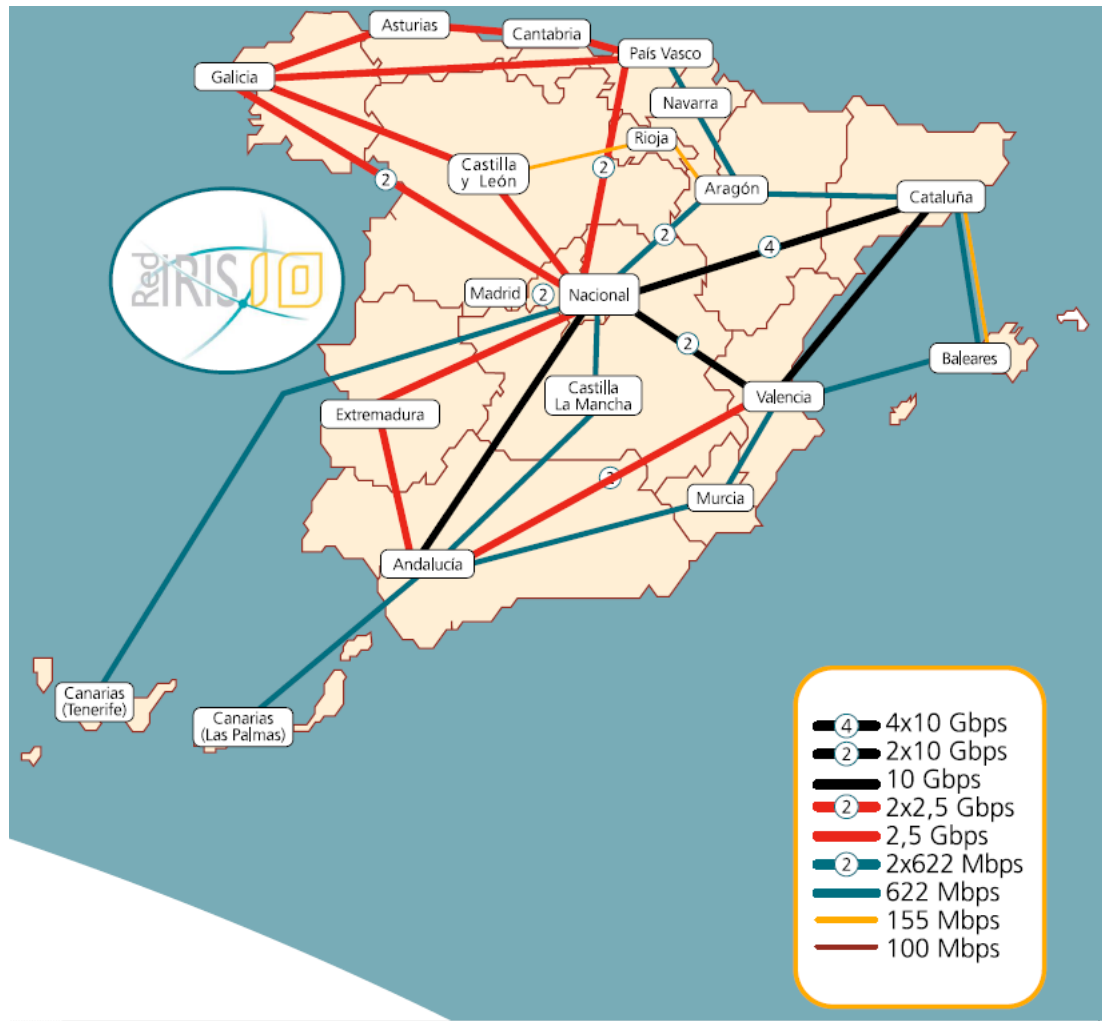 Asturias
Cantabria
País Vasco
Galicia
Navarra
Rioja
Castilla
y León
2
2
Aragón
Cataluña
Red
IRIS10
2
4
Madrid
2
Nacional
2
Baleares
Castilla
La Mancha
Valencia
Extremadura
2
Murcia
Andalucía
Canarias
(Tenerife)
Canarias
(Las Palmas)
4 4x10 Gbps
2 2x10 Gbps
10 Gbps
2 2x2,5 Gbps
2,5 Gbps
2 2x622 Mbps
622 Mbps
155 Mbps
100 Mbps